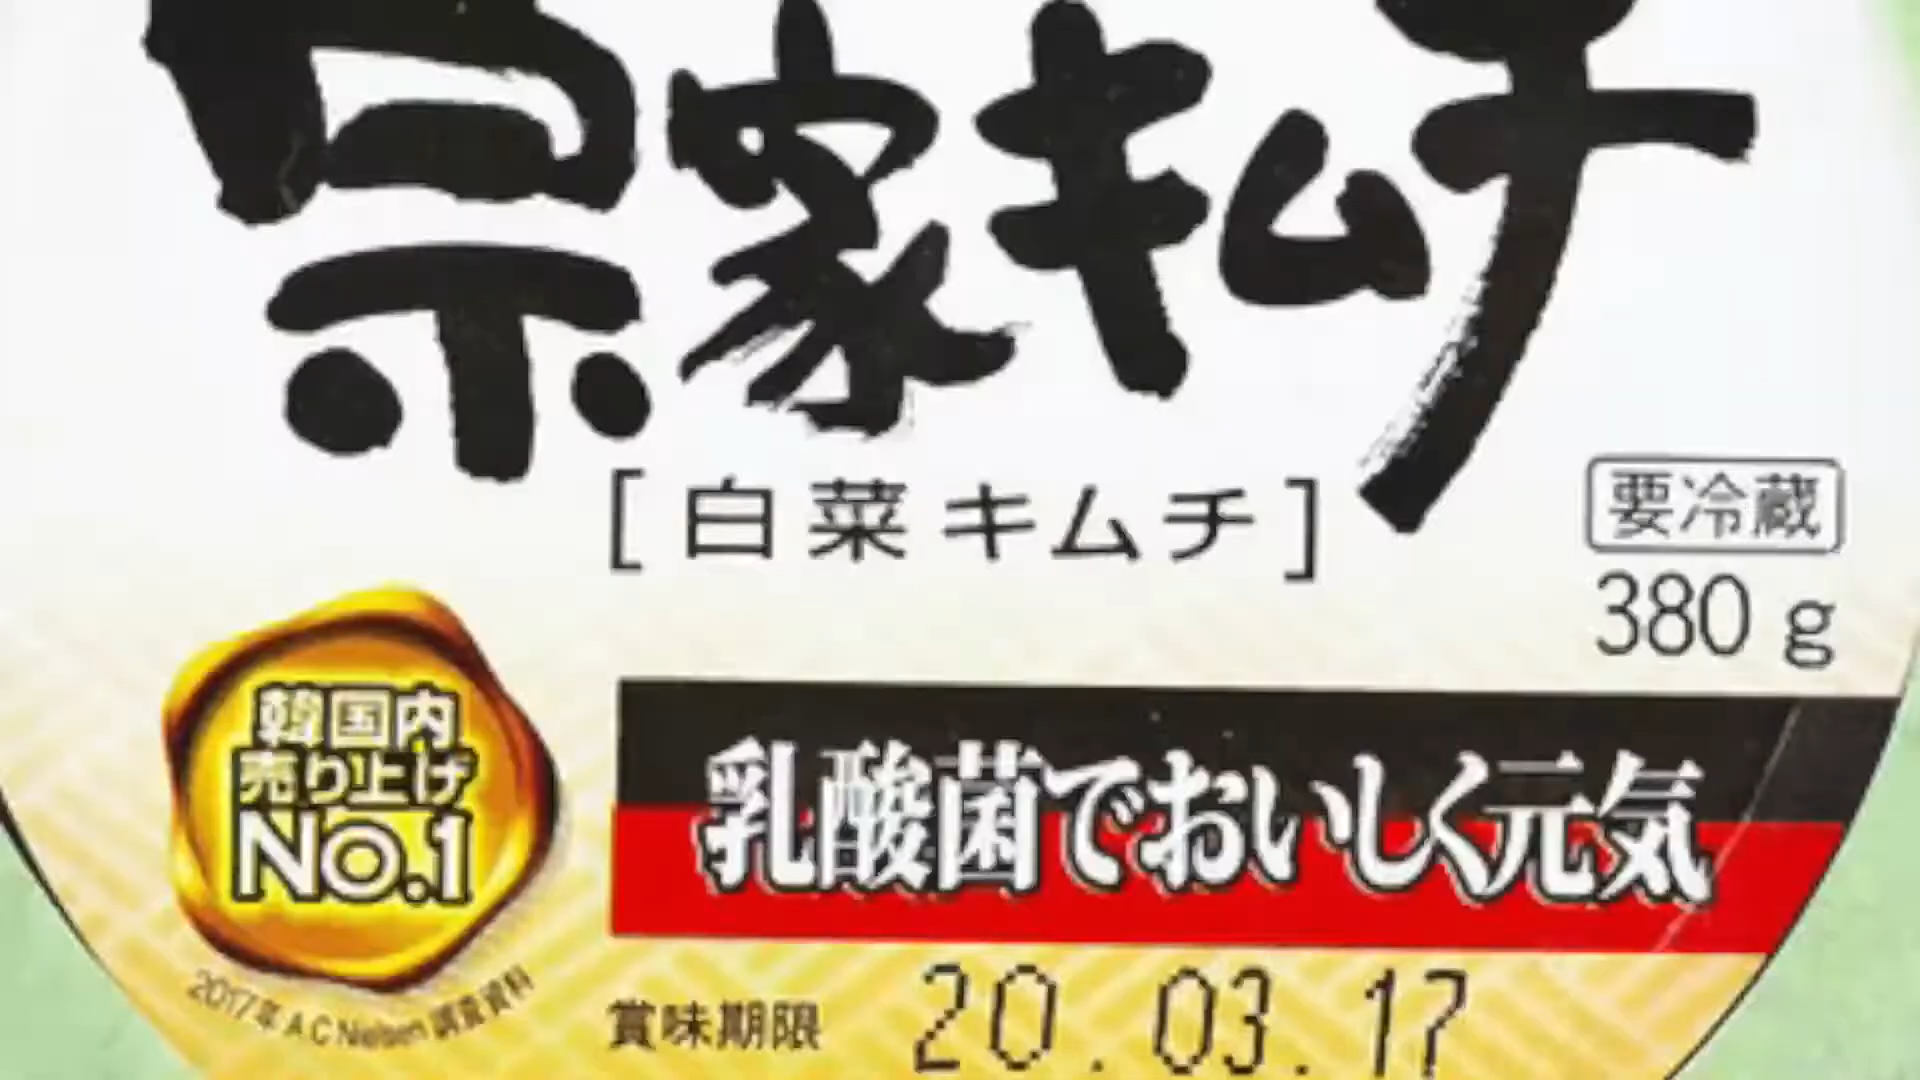 宗家キムチ
[白菜キムチ]
要冷蔵
380g
韓国内
売り上げ
NO.1
2017年 AC Nielsen 調査資料
乳酸菌でおいしく元気
賞味期限 20.03.17